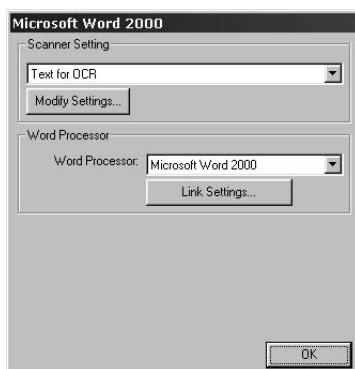 Microsoft Word 2000
Scanner Setting
Text for OCR
Modify Settings...
Word Processor
Word Processor: Microsoft Word 2000
Link Settings...
OK